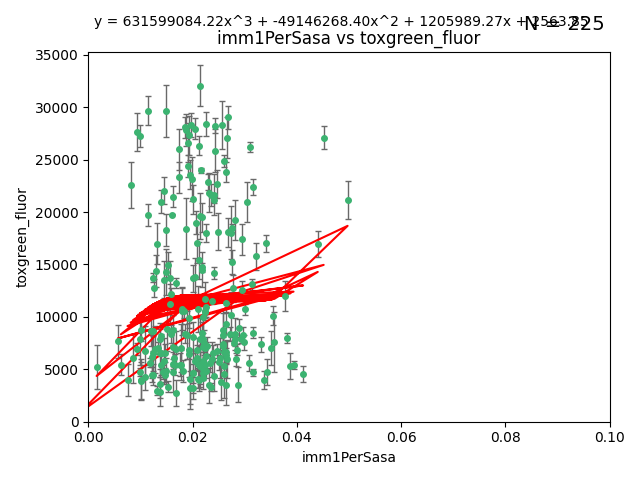 y = 631599084.22x^3 + -49146268.40x^2 + 1205989.27x + 2563.85
N = 225
imm1PerSasa vs toxgreen_fluor
35000
30000
25000
20000
15000
10000
5000
0
toxgreen_fluor
0.00 0.02 0.04 0.06 0.08 0.10
imm1PerSasa